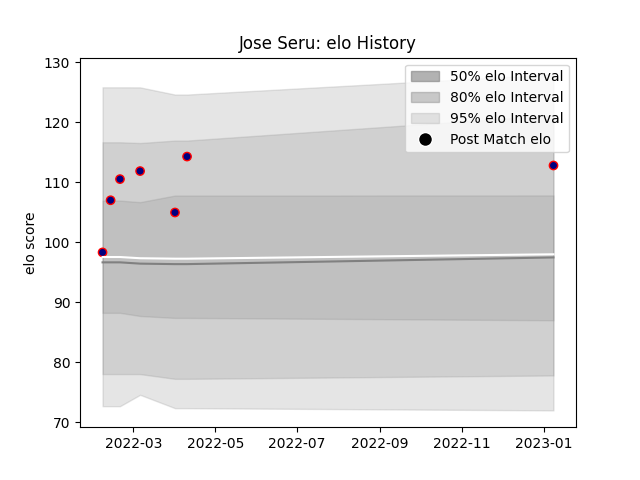 Jose Seru: elo History
130
120
110
100
90
80
70
elo score
50% elo Interval
80% elo Interval
95% elo Interval
Post Match elo
2022-03
2022-05
2022-07
2022-09
2022-11
2023-01